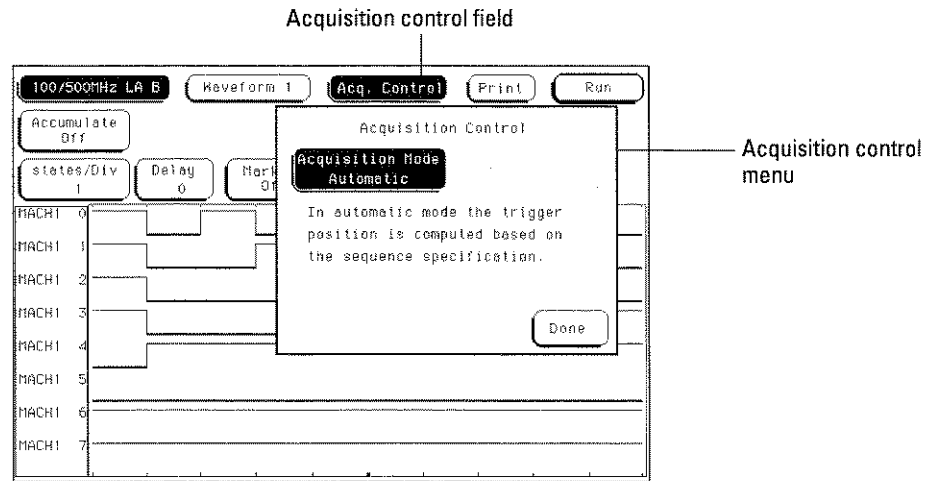 Acquisition control field
100/500MHz LA B
Waveform 1
Acq. Control
Print
Run
Accumulate
Off
Acquisition Control
Acquisition Mode
Automatic
Acquisition control
menu
states/Div
1
Delay
0
In automatic mode the trigger
position is computed based on
the sequence specification.
Done
MACH1 0
MACH1 1
MACH1 2
MACH1 3
MACH1 4
MACH1 5
MACH1 6
MACH1 7